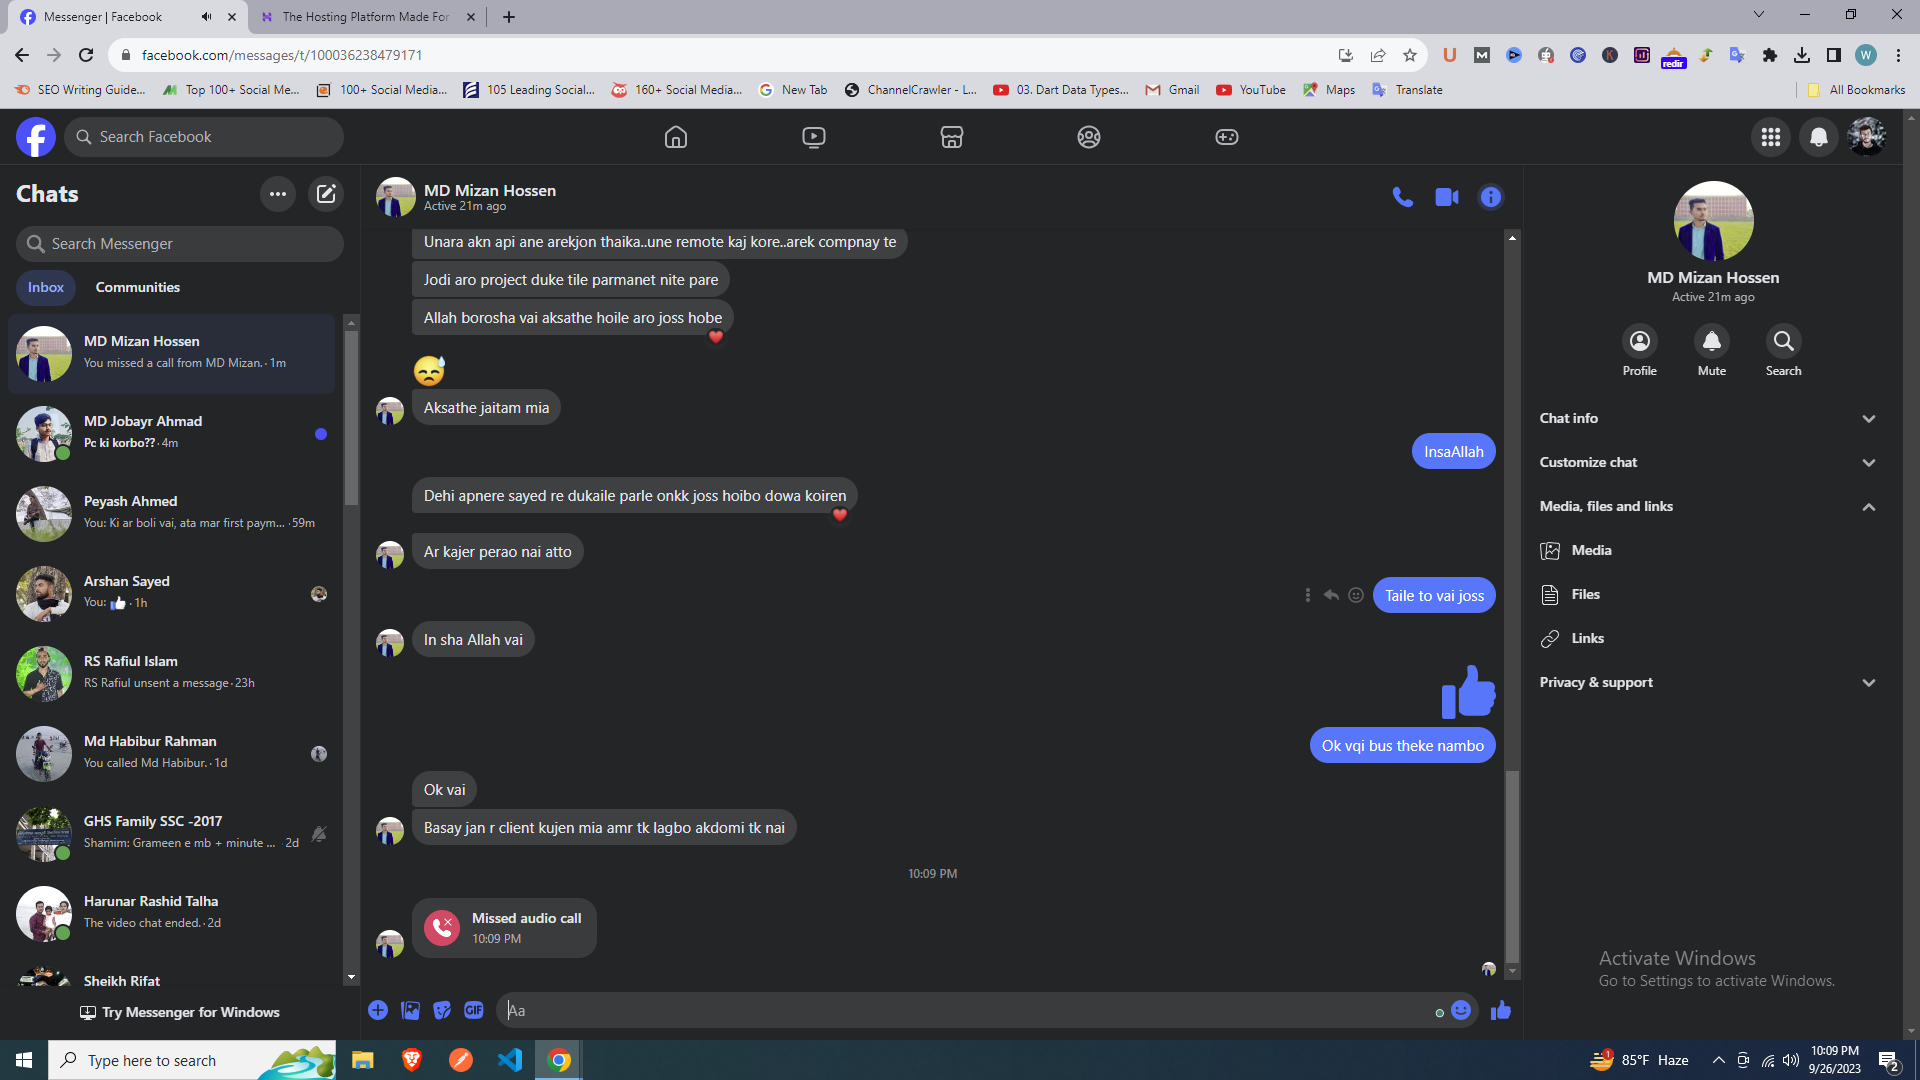 Messenger | Facebook
The Hosting Platform Made For
facebook.com/messages/t/100036238479171
redir
W
SEO Writing Guide...
Top 100+ Social Me...
100+ Social Media...
105 Leading Social...
160+ Social Media...
New Tab
ChannelCrawler - L...
03. Dart Data Types...
Gmail
YouTube
Maps
Translate
All Bookmarks
Search Facebook
Chats
Search Messenger
Inbox
Communities
MD Mizan Hossen
You missed a call from MD Mizan. · 1m
MD Jobayr Ahmad
Pc ki korbo?? · 4m
Peyash Ahmed
You: Ki ar boli vai, ata mar first paym... · 59m
Arshan Sayed
You: 👍 · 1h
RS Rafiul Islam
RS Rafiul unsent a message · 23h
Md Habibur Rahman
You called Md Habibur. · 1d
GHS Family SSC -2017
Shamim: Grameen e mb + minute ... · 2d
Harunar Rashid Talha
The video chat ended. · 2d
Sheikh Rifat
Try Messenger for Windows
MD Mizan Hossen
Active 21m ago
Unara akn api ane arekjon thaika..une remote kaj kore..arek compnay te
Jodi aro project duke tile parmanet nite pare
Allah borosha vai aksathe hoile aro joss hobe
Aksathe jaitam mia
InsaAllah
Dehi apnere sayed re dukaile parle onkk joss hoibo dowa koiren
Ar kajer perao nai atto
Taile to vai joss
In sha Allah vai
Ok vqi bus theke nambo
Ok vai
Basay jan r client kujen mia amr tk lagbo akdomi tk nai
10:09 PM
Missed audio call
10:09 PM
GIF
Aa
MD Mizan Hossen
Active 21m ago
Profile
Mute
Search
Chat info
Customize chat
Media, files and links
Media
Files
Links
Privacy & support
Activate Windows
Go to Settings to activate Windows.
Type here to search
1
85°F Haze
10:09 PM
9/26/2023
2